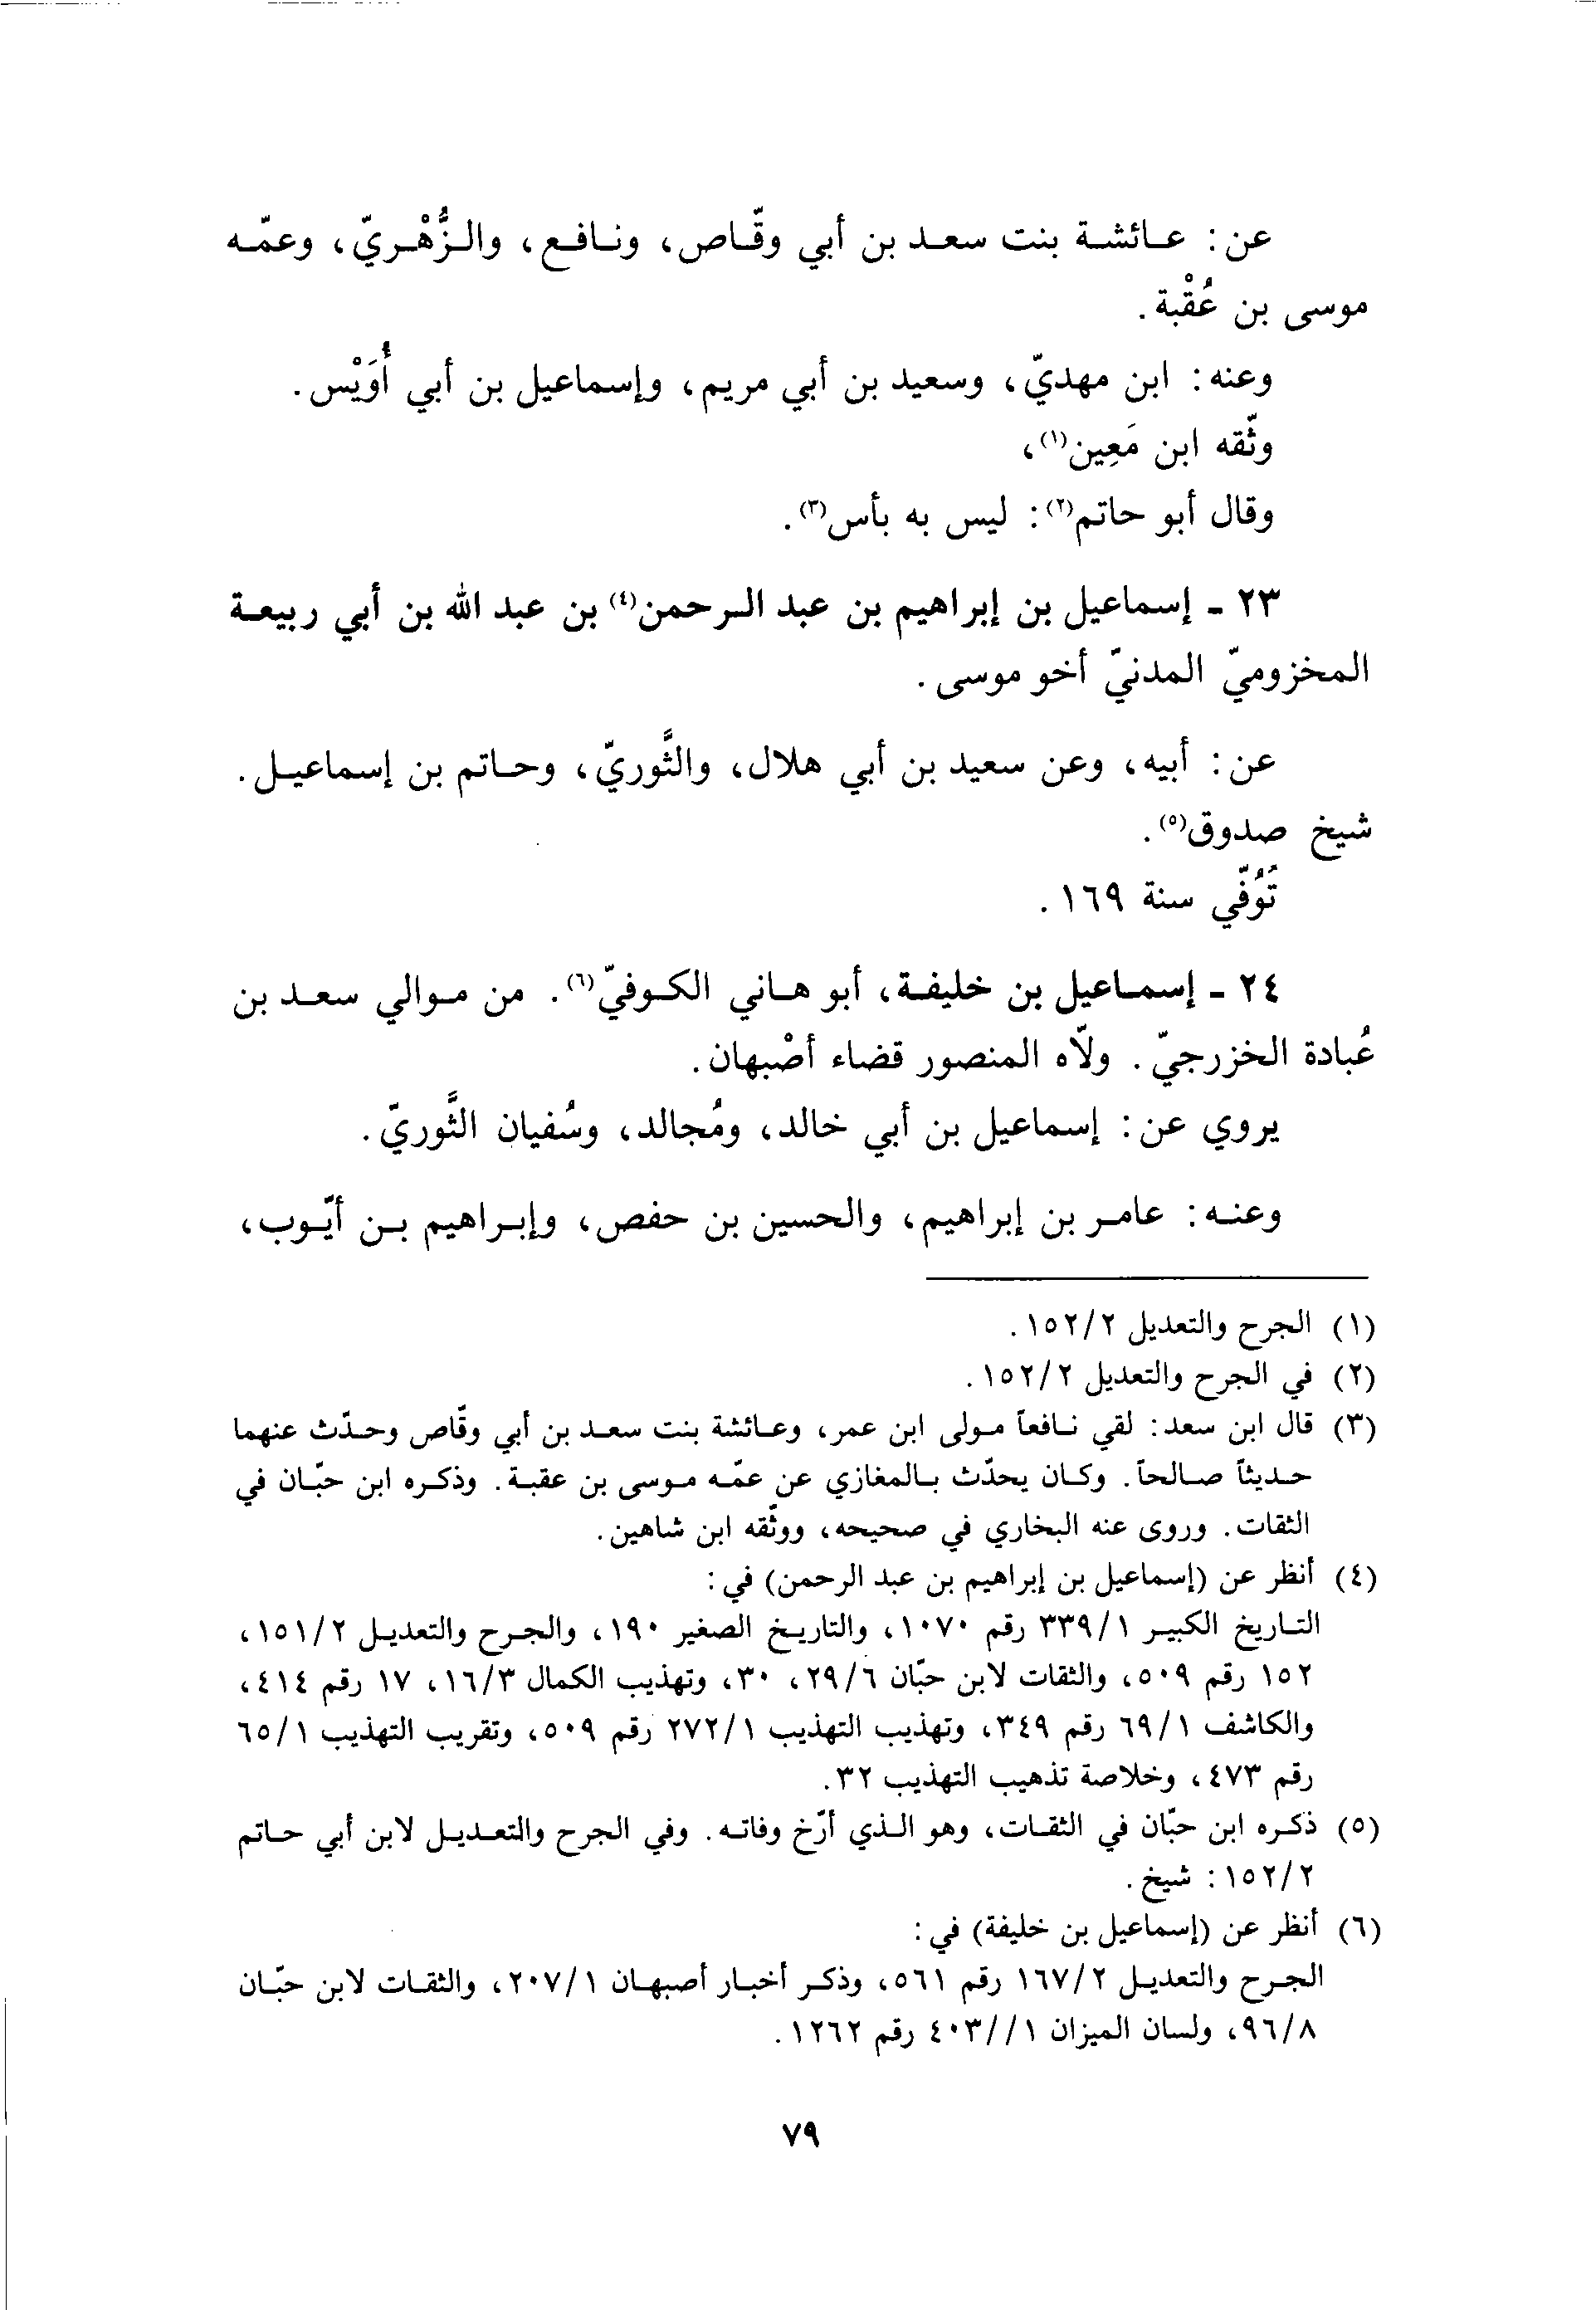 عن: عائشة بنت سعد بن أبي وقّاص، ونافع، والزُّهْريّ، وعمّه
موسى بن عُقْبة.
وعنه: ابن مهديّ، وسعيد بن أبي مريم، وإسماعيل بن أبي أُوَيْس.
وثّقه ابن مَعِين(١)،
وقال أبو حاتم(٢): ليس به بأس(٣).
٢٣ - إسماعيل بن إبراهيم بن عبد الرحمن(٤) بن عبد الله بن أبي ربيعة
المخزوميّ المدنيّ أخو موسى.
عن: أبيه، وعن سعيد بن أبي هلال، والثَّوريّ، وحاتم بن إسماعيل.
شيخ صدوق(٥).
تُوُفّي سنة ١٦٩.
٢٤ - إسماعيل بن خليفة، أبو هاني الكوفيّ(٦). من موالي سعد بن
عُبادة الخزرجيّ. ولّاه المنصور قضاء أصْبهان.
يروي عن: إسماعيل بن أبي خالد، ومُجالد، وسُفيان الثَّوريّ.
وعنه: عامر بن إبراهيم، والحسين بن حفص، وإبراهيم بن أيّوب،
(١) الجرح والتعديل ١٥٢/٢.
(٢) في الجرح والتعديل ١٥٢/٢.
(٣) قال ابن سعد: لقي نافعاً مولى ابن عمر، وعائشة بنت سعد بن أبي وقّاص وحدّث عنهما
حديثاً صالحاً. وكان يحدّث بالمغازي عن عمّه موسى بن عقبة. وذكره ابن حبّان في
الثقات. وروى عنه البخاري في صحيحه، ووثّقه ابن شاهين.
(٤) أنظر عن (إسماعيل بن إبراهيم بن عبد الرحمن) في:
التاريخ الكبير ٣٣٩/١ رقم ١٠٧٠، والتاريخ الصغير ١٩٠، والجرح والتعديل ١٥١/٢،
١٥٢ رقم ٥٠٩، والثقات لابن حبّان ٢٩/٦، ٣٠، وتهذيب الكمال ١٦/٣، ١٧ رقم ٤١٤،
والكاشف ٦٩/١ رقم ٣٤٩، وتهذيب التهذيب ٢٧٢/١ رقم ٥٠٩، وتقريب التهذيب ٦٥/١
رقم ٤٧٣، وخلاصة تذهيب التهذيب ٣٢.
(٥) ذكره ابن حبّان في الثقات، وهو الذي أرّخ وفاته. وفي الجرح والتعديل لابن أبي حاتم
١٥٢/٢: شيخ.
(٦) أنظر عن (إسماعيل بن خليفة) في:
الجرح والتعديل ١٦٧/٢ رقم ٥٦١، وذكر أخبار أصبهان ٢٠٧/١، والثقات لابن حبّان
٩٦/٨، ولسان الميزان ١//٤٠٣ رقم ١٢٦٢.
٧٩